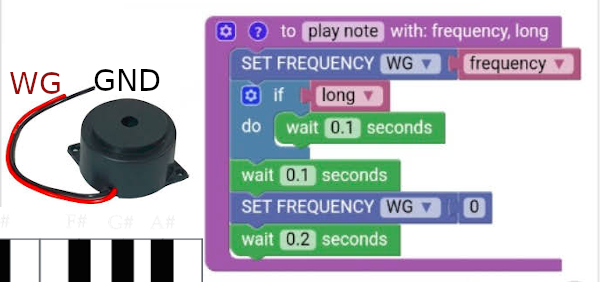 WG GND
to play note with: frequency, long
SET FREQUENCY WG frequency
if long
do wait 0.1 seconds
wait 0.1 seconds
SET FREQUENCY WG 0
wait 0.2 seconds
F# G# A#